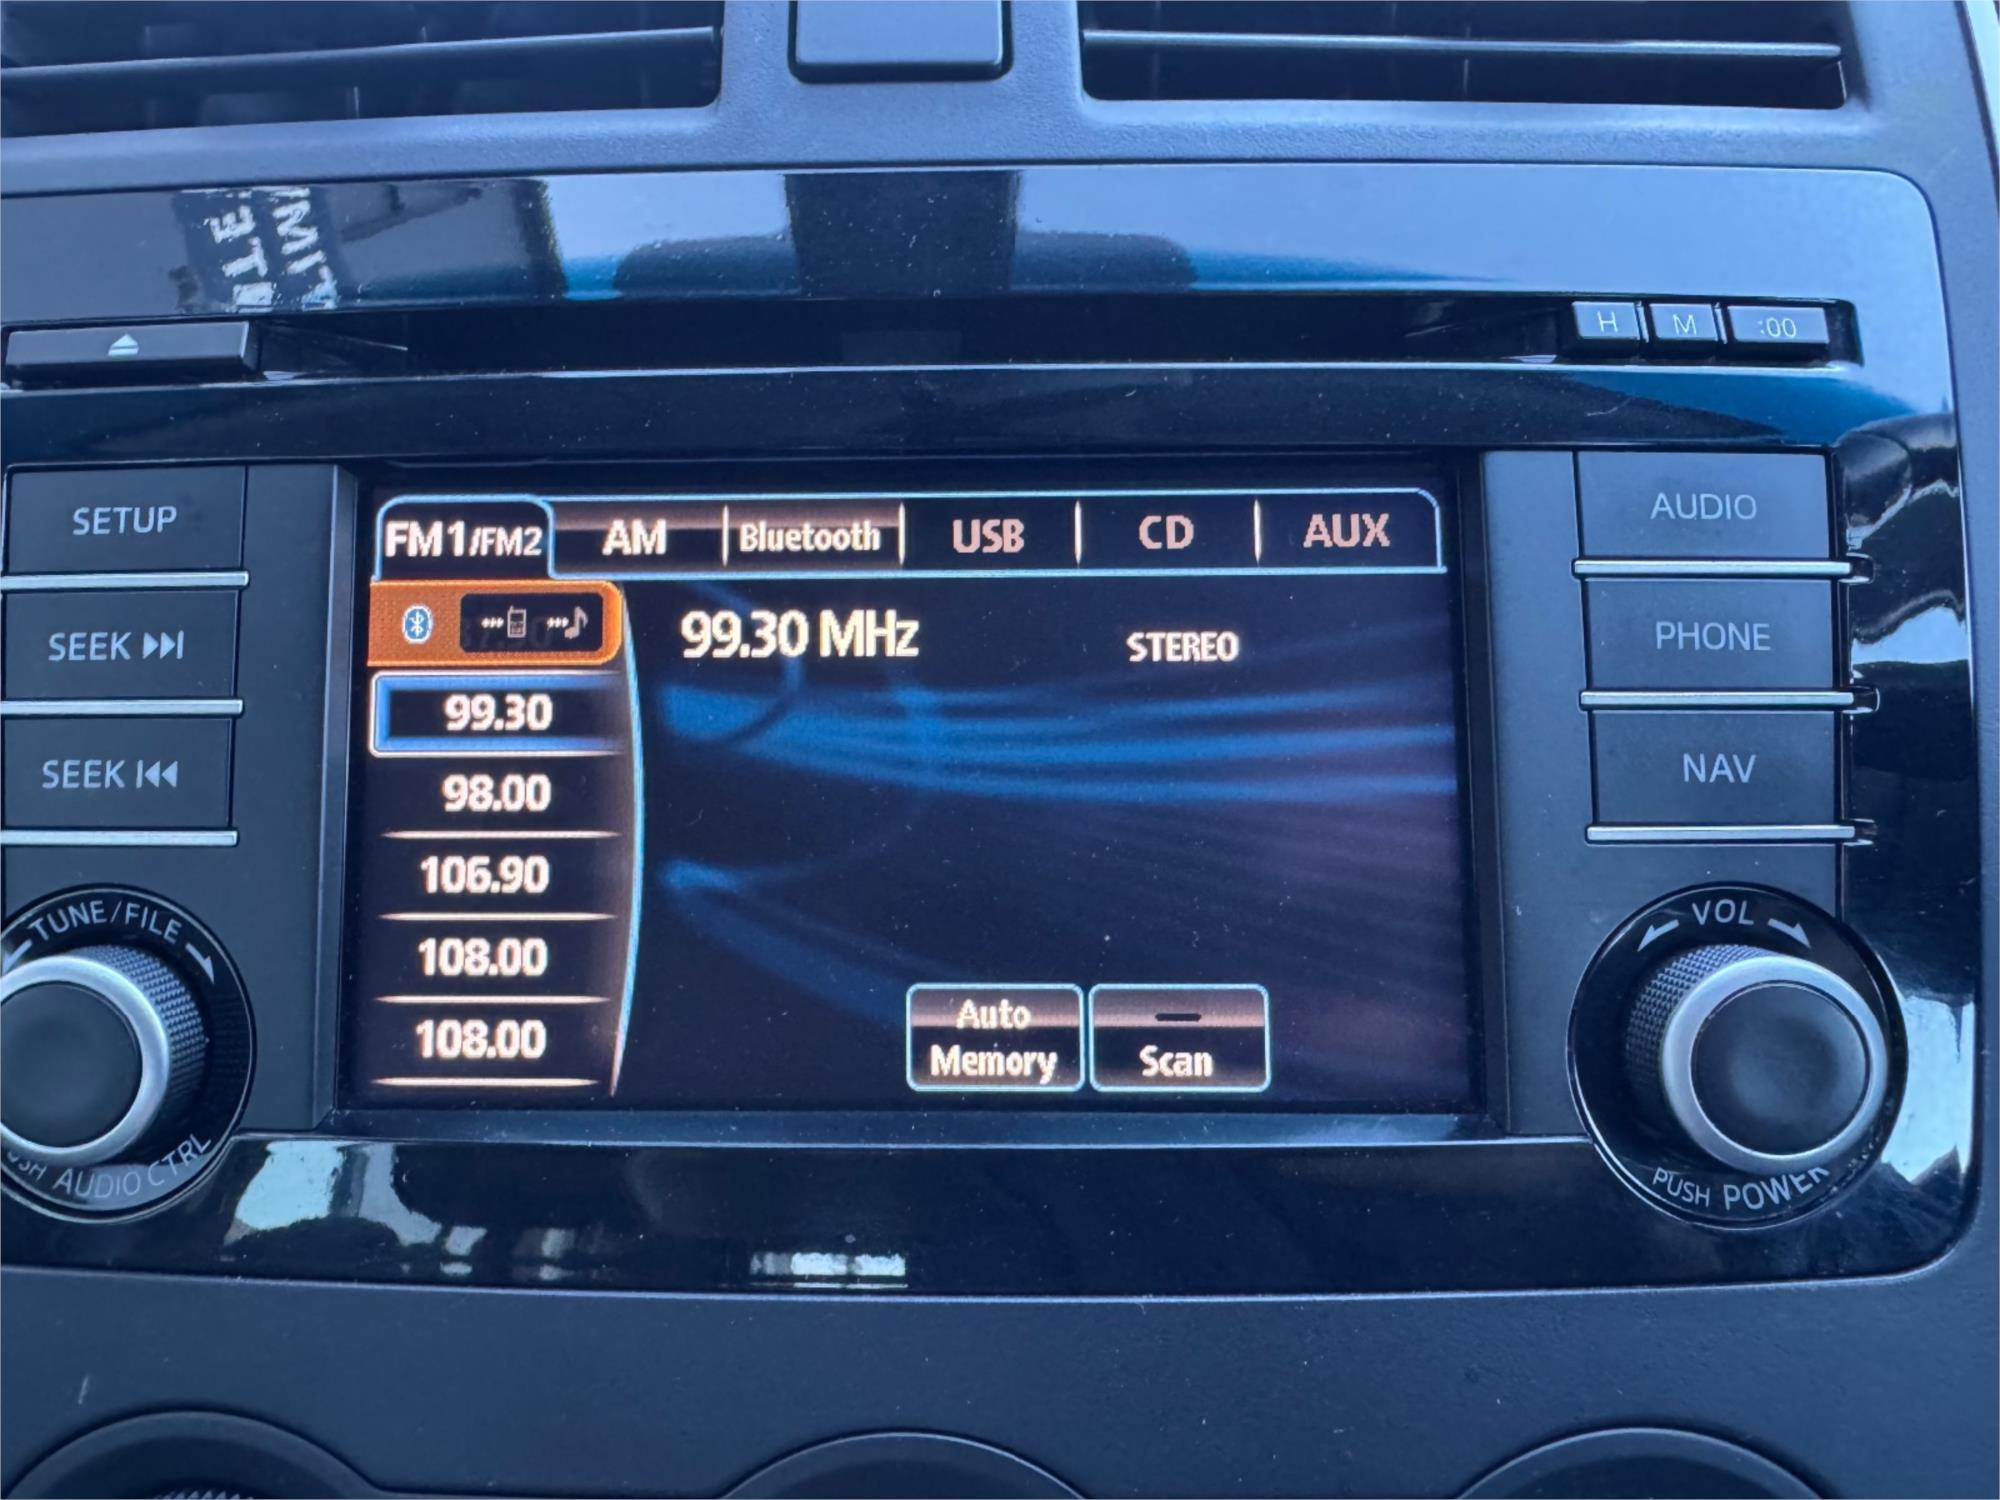 H M :00
SETUP
SEEK
SEEK
TUNE/FILE
AUDIO CTRL
FM1/FM2 AM Bluetooth USB CD AUX
99.30 MHz STEREO
99.30
98.00
106.90
108.00
108.00
Auto
Memory
Scan
AUDIO
PHONE
NAV
VOL
PUSH POWER